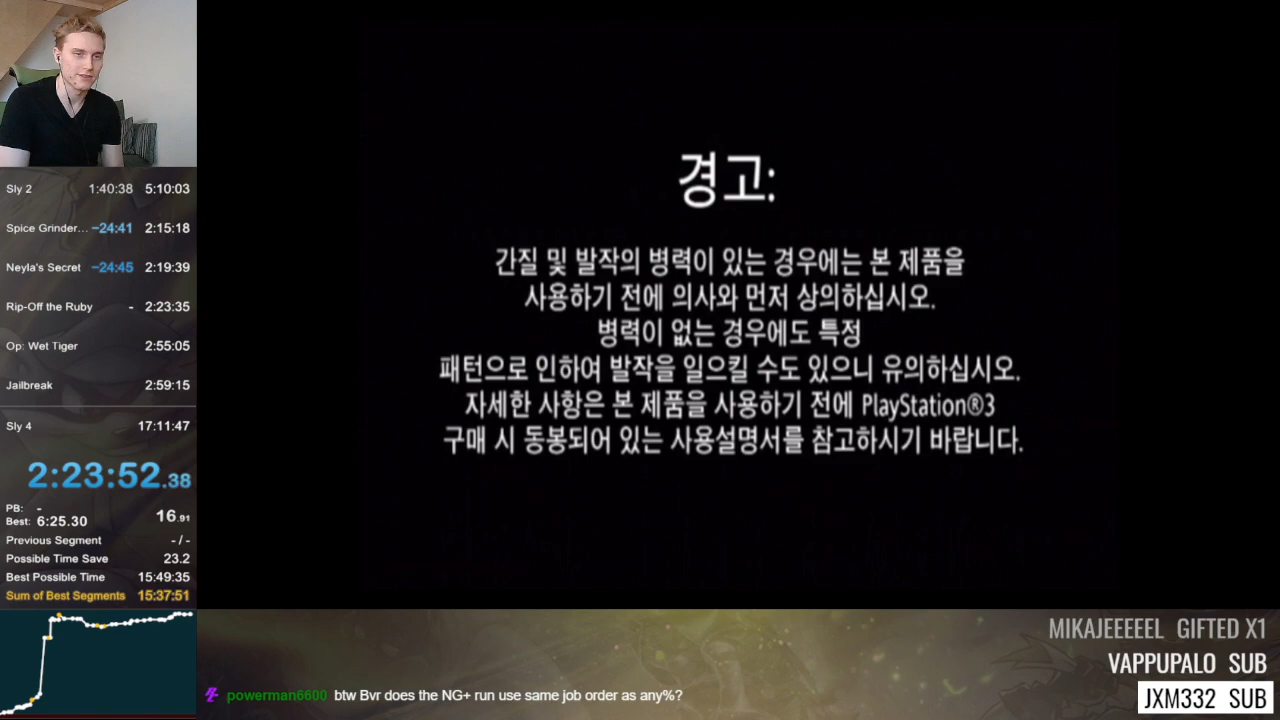 Sly 2 1:40:38 5:10:03
Spice Grinder... −24:41 2:15:18
Neyla's Secret −24:45 2:19:39
Rip-Off the Ruby - 2:23:35
Op: Wet Tiger 2:55:05
Jailbreak 2:59:15
Sly 4 17:11:47
2:23:52.38
PB: -
Best: 6:25.30
16.91
Previous Segment - / -
Possible Time Save 23.2
Best Possible Time 15:49:35
Sum of Best Segments 15:37:51
경고:
간질 및 발작의 병력이 있는 경우에는 본 제품을
사용하기 전에 의사와 먼저 상의하십시오.
병력이 없는 경우에도 특정
패턴으로 인하여 발작을 일으킬 수도 있으니 유의하십시오.
자세한 사항은 본 제품을 사용하기 전에 PlayStation®3
구매 시 동봉되어 있는 사용설명서를 참고하시기 바랍니다.
MIKAJEEEEEL GIFTED X1
VAPPUPALO SUB
JXM332 SUB
powerman6600 btw Bvr does the NG+ run use same job order as any%?